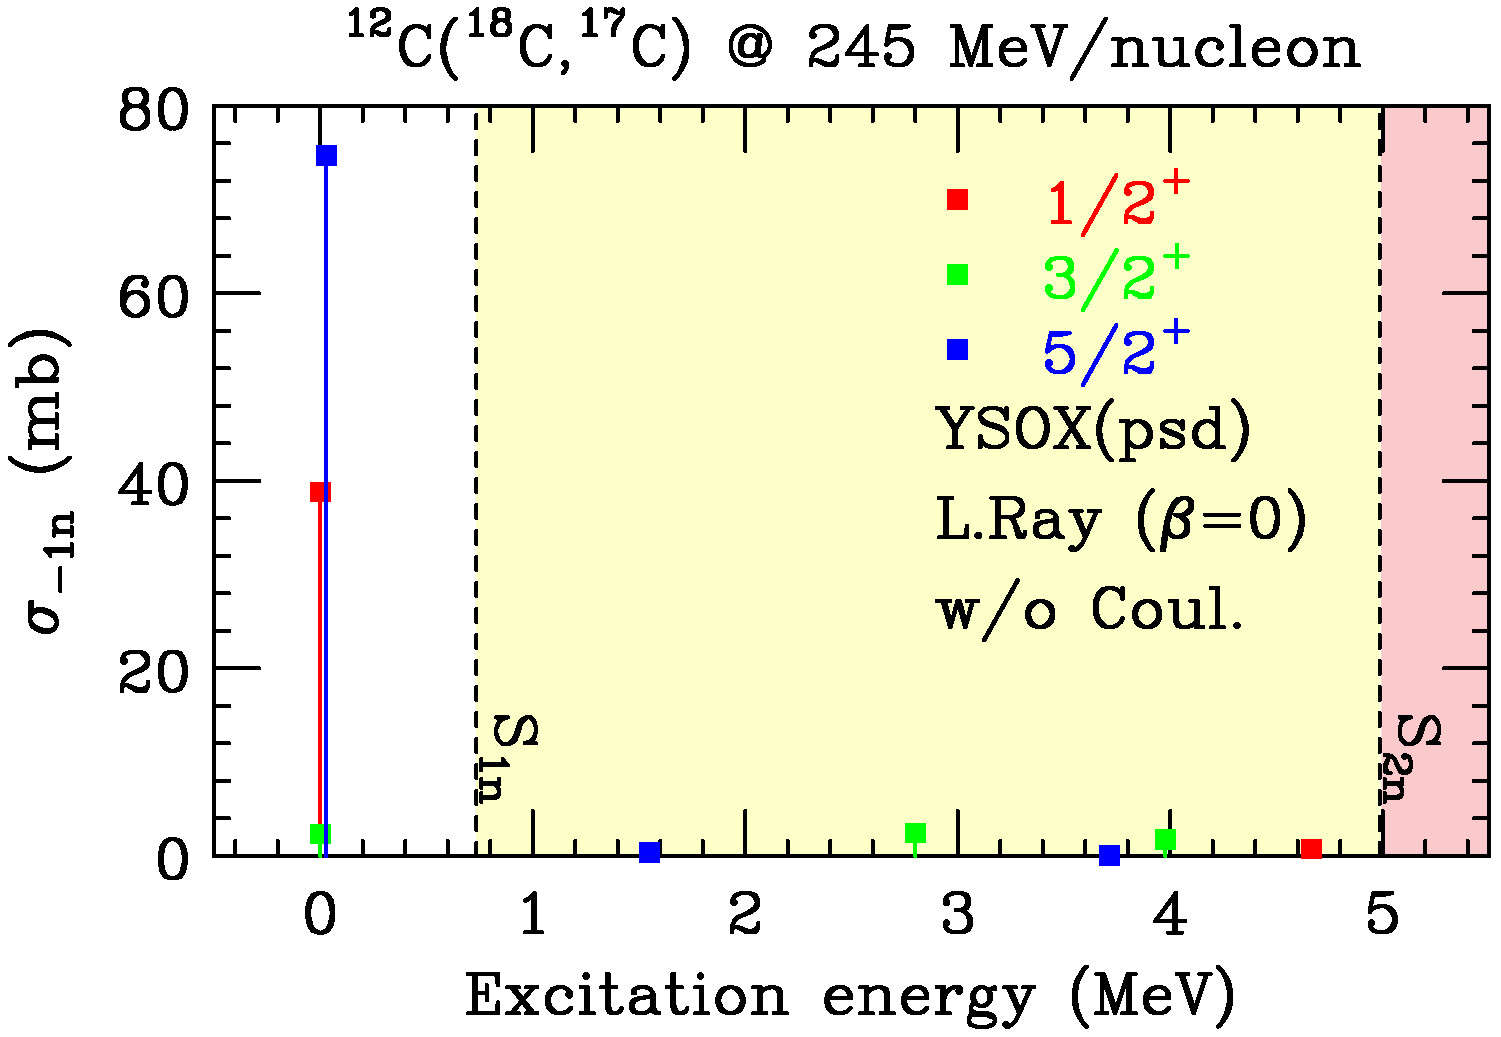 ¹²C(¹⁸C,¹⁷C) @ 245 MeV/nucleon
80
60
40
20
0
σ₋₁ₙ (mb)
1/2⁺
3/2⁺
5/2⁺
YSOX(psd)
L.Ray (β=0)
w/o Coul.
S₁ₙ
S₂ₙ
0 1 2 3 4 5
Excitation energy (MeV)